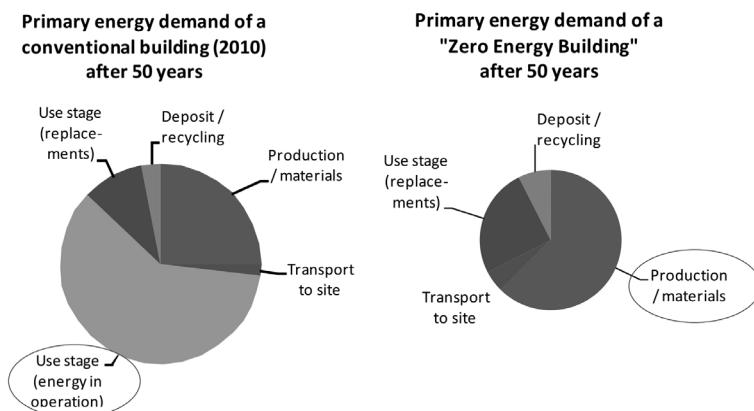 Primary energy demand of a
conventional building (2010)
after 50 years
Use stage
(replace-
ments)
Deposit /
recycling
Production
/ materials
Transport
to site
Use stage
(energy in
operation)
Primary energy demand of a
"Zero Energy Building"
after 50 years
Deposit /
recycling
Use stage
(replace-
ments)
Transport
to site
Production
/ materials